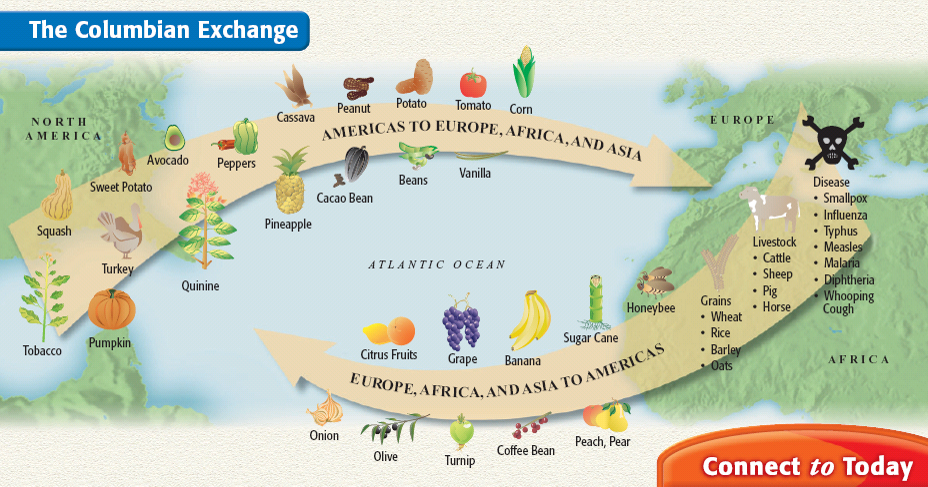 The Columbian Exchange
NORTH
AMERICA
EUROPE
Cassava
Peanut
Potato
Tomato
Corn
AMERICAS TO EUROPE, AFRICA, AND ASIA
Avocado
Peppers
Sweet Potato
Squash
Turkey
Quinine
Pineapple
Cacao Bean
Beans
Vanilla
Tobacco
Pumpkin
ATLANTIC OCEAN
Disease
• Smallpox
• Influenza
• Typhus
• Measles
• Malaria
• Diphtheria
• Whooping
Cough
Livestock
• Cattle
• Sheep
• Pig
• Horse
Grains
• Wheat
• Rice
• Barley
• Oats
Honeybee
Sugar Cane
Banana
Grape
Citrus Fruits
AFRICA
EUROPE, AFRICA, AND ASIA TO AMERICAS
Onion
Olive
Turnip
Coffee Bean
Peach, Pear
Connect to Today